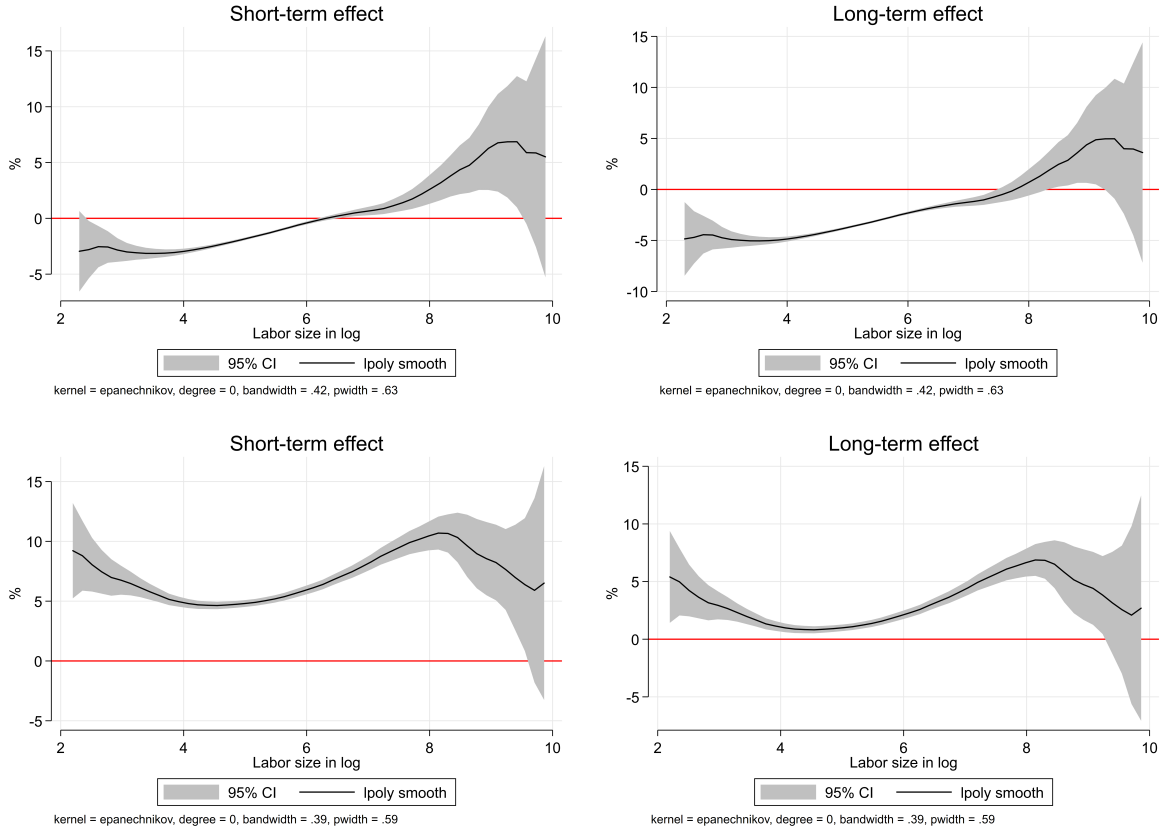 Short-term effect
15
10
5
0
-5
%
2 4 6 8 10
Labor size in log
95% CI lpoly smooth
kernel = epanechnikov, degree = 0, bandwidth = .42, pwidth = .63
Long-term effect
15
10
5
0
-5
-10
%
2 4 6 8 10
Labor size in log
95% CI lpoly smooth
kernel = epanechnikov, degree = 0, bandwidth = .42, pwidth = .63
Short-term effect
15
10
5
0
-5
%
2 4 6 8 10
Labor size in log
95% CI lpoly smooth
kernel = epanechnikov, degree = 0, bandwidth = .39, pwidth = .59
Long-term effect
15
10
5
0
-5
%
2 4 6 8 10
Labor size in log
95% CI lpoly smooth
kernel = epanechnikov, degree = 0, bandwidth = .39, pwidth = .59